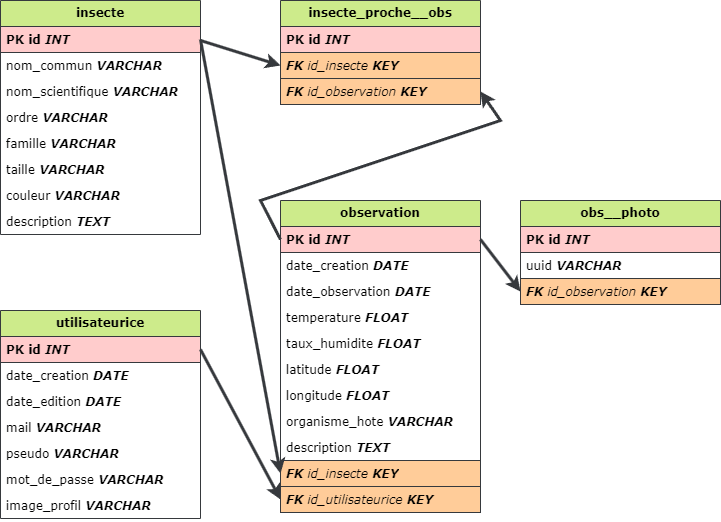 insecte
PK id INT
nom_commun VARCHAR
nom_scientifique VARCHAR
ordre VARCHAR
famille VARCHAR
taille VARCHAR
couleur VARCHAR
description TEXT
insecte_proche__obs
PK id INT
FK id_insecte KEY
FK id_observation KEY
observation
PK id INT
date_creation DATE
date_observation DATE
temperature FLOAT
taux_humidite FLOAT
latitude FLOAT
longitude FLOAT
organisme_hote VARCHAR
description TEXT
FK id_insecte KEY
FK id_utilisateurice KEY
obs__photo
PK id INT
uuid VARCHAR
FK id_observation KEY
utilisateurice
PK id INT
date_creation DATE
date_edition DATE
mail VARCHAR
pseudo VARCHAR
mot_de_passe VARCHAR
image_profil VARCHAR